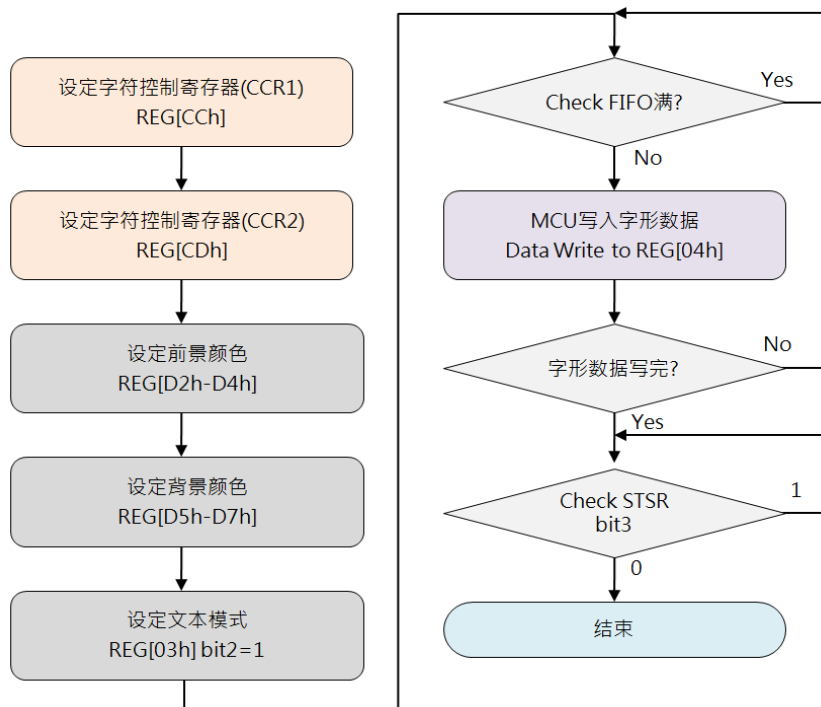 设定字符控制寄存器(CCR1)
REG[CCh]
设定字符控制寄存器(CCR2)
REG[CDh]
设定前景颜色
REG[D2h-D4h]
设定背景颜色
REG[D5h-D7h]
设定文本模式
REG[03h] bit2=1
Check FIFO满?
Yes
No
MCU写入字形数据
Data Write to REG[04h]
字形数据写完?
No
Yes
Check STSR
bit3
1
0
结束